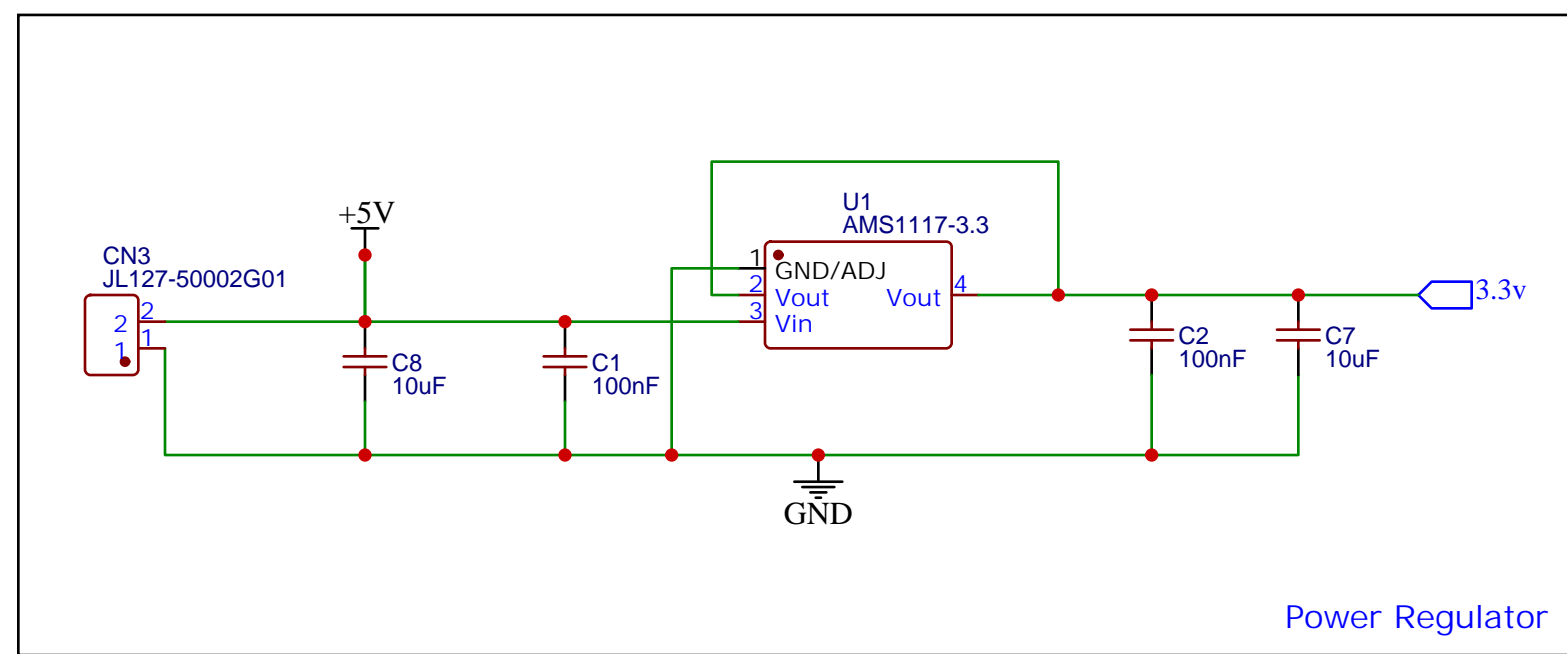 +5V
CN3
JL127-50002G01
2
1
2
1
C8
10uF
C1
100nF
U1
AMS1117-3.3
1
2
3
GND/ADJ
Vout
Vin
Vout
4
C2
100nF
C7
10uF
3.3v
GND
Power Regulator